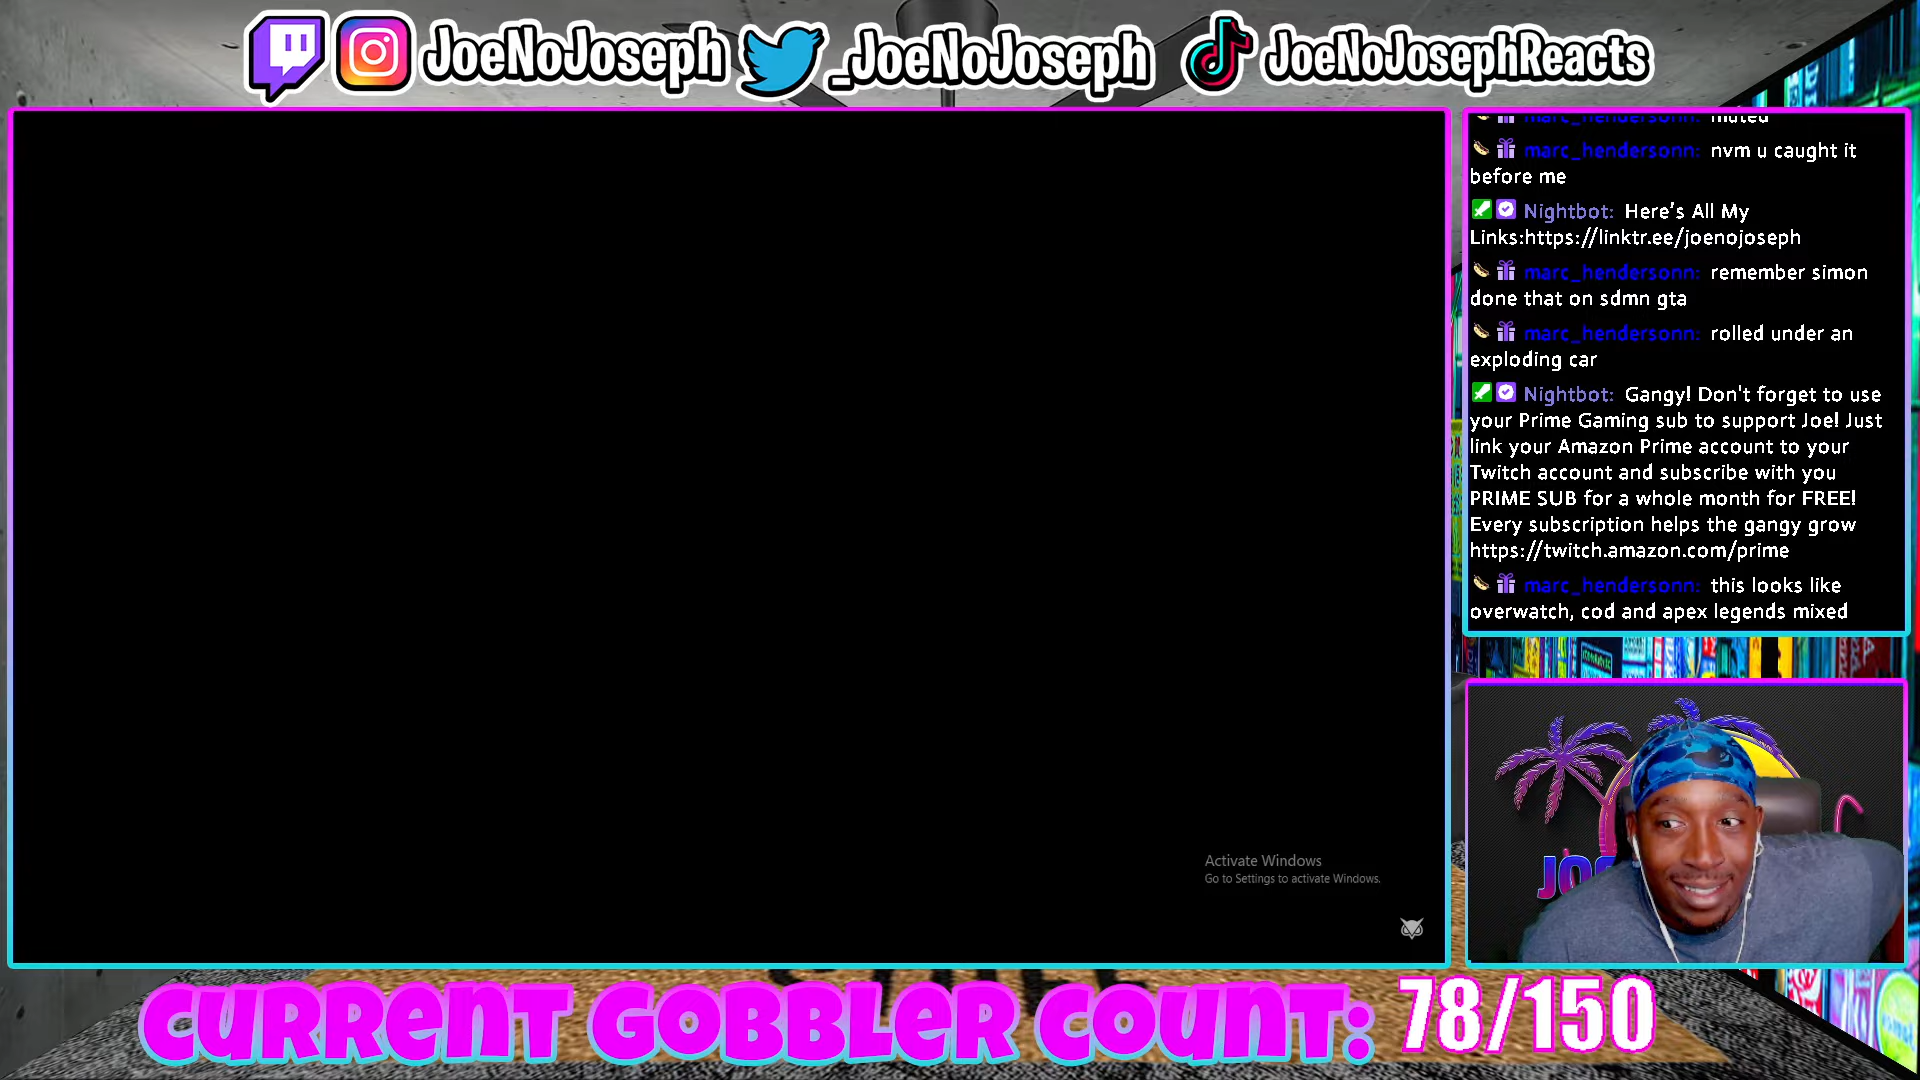 JoeNoJoseph _JoeNoJoseph JoeNoJosephReacts
marc_hendersonn: muted
marc_hendersonn: nvm u caught it
before me
Nightbot: Here's All My
Links:https://linktr.ee/joenojoseph
marc_hendersonn: remember simon
done that on sdmn gta
marc_hendersonn: rolled under an
exploding car
Nightbot: Gangy! Don't forget to use
your Prime Gaming sub to support Joe! Just
link your Amazon Prime account to your
Twitch account and subscribe with you
PRIME SUB for a whole month for FREE!
Every subscription helps the gangy grow
https://twitch.amazon.com/prime
marc_hendersonn: this looks like
overwatch, cod and apex legends mixed
Activate Windows
Go to Settings to activate Windows.
JO
CURRENT GOBBLER COUNT: 78/150